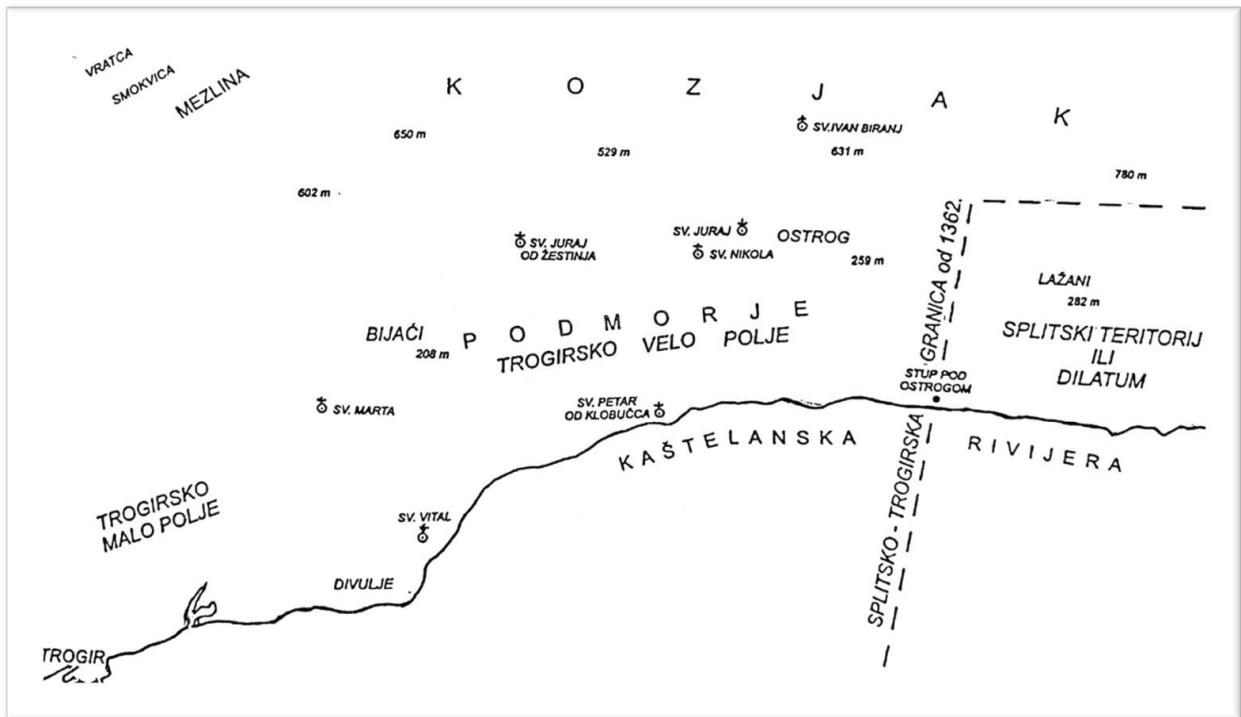 VRATCA
SMOKVICA
MEZLINA
K O Z J A K
SV.IVAN BIRANJ
650 m
529 m
631 m
780 m
602 m
SV. JURAJ
OD ŽESTINJA
SV. JURAJ
SV. NIKOLA
OSTROG
259 m
GRANICA od 1362.
LAŽANI
282 m
BIJAĆI
208 m
P O D M O R J E
TROGIRSKO VELO POLJE
SPLITSKI TERITORIJ
ILI
DILATUM
STUP POD
OSTROGOM
SV. MARTA
SV. PETAR
OD KLOBUČCA
KAŠTELANSKA RIVIJERA
SPLITSKO - TROGIRSKA
TROGIRSKO
MALO POLJE
SV. VITAL
DIVULJE
TROGIR